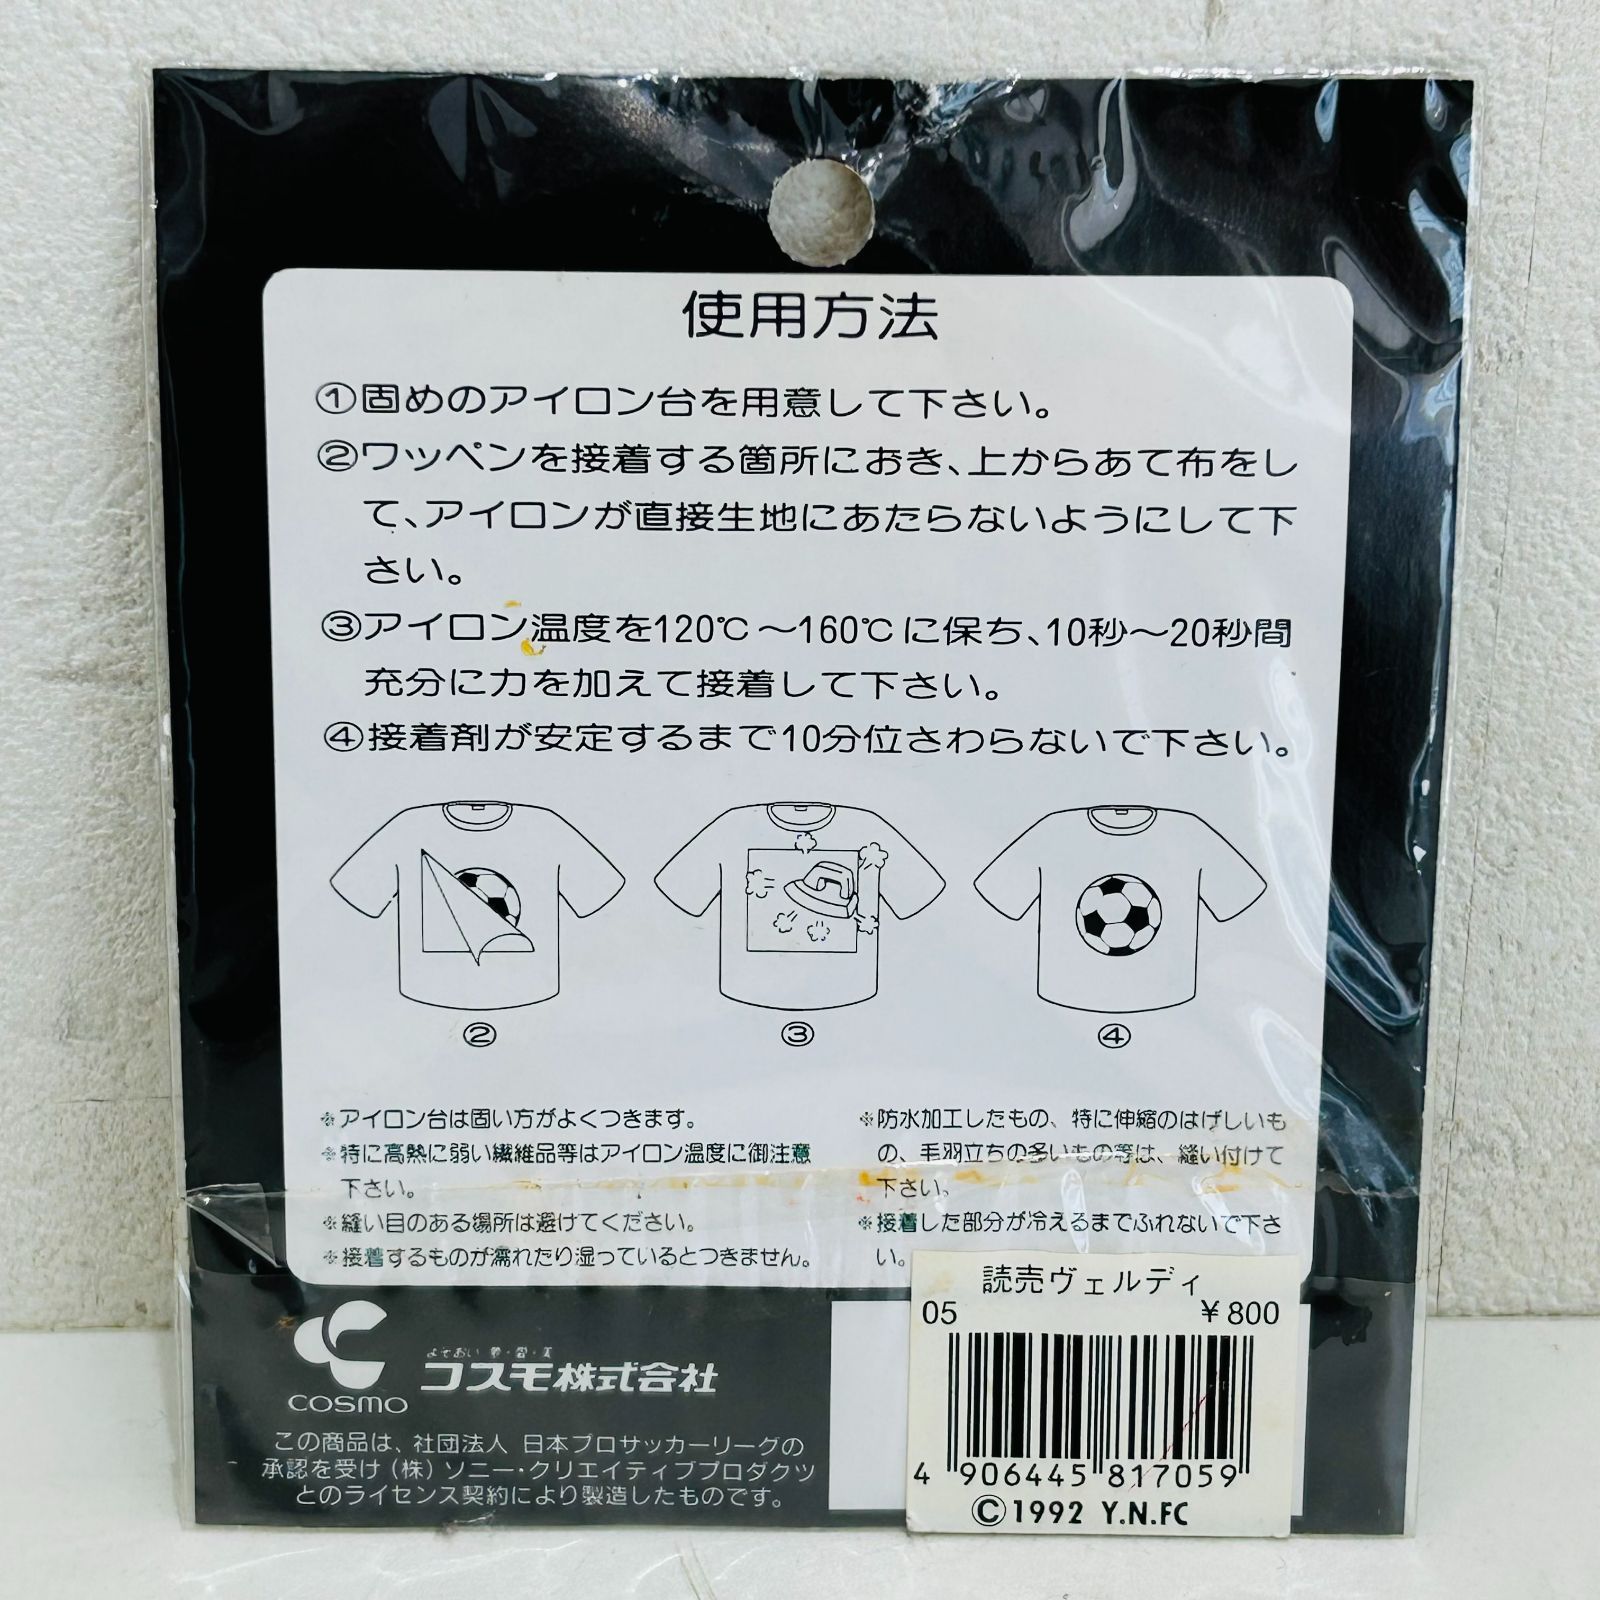 使用方法
①固めのアイロン台を用意して下さい。
②ワッペンを接着する箇所におき、上からあて布をし
て、アイロンが直接生地にあたらないようにして下
さい。
③アイロン温度を120℃～160℃に保ち、10秒～20秒間
充分に力を加えて接着して下さい。
④接着剤が安定するまで10分位さわらないで下さい。
②
③
④
※アイロン台は固い方がよくつきます。
※特に高熱に弱い繊維品等はアイロン温度に御注意
下さい。
※縫い目のある場所は避けてください。
※接着するものが濡れたり湿っているとつきません。
※防水加工したもの、特に伸縮のはげしいも
の、毛羽立ちの多いもの等は、縫い付けて
下さい。
※接着した部分が冷えるまでふれないで下さ
い。
COSMO
コスモ株式会社
この商品は、社団法人 日本プロサッカーリーグの
承認を受け(株)ソニー・クリエイティブプロダクツ
とのライセンス契約により製造したものです。
読売ヴェルディ
05 ¥800
4 906445 817059
©1992 Y.N.FC